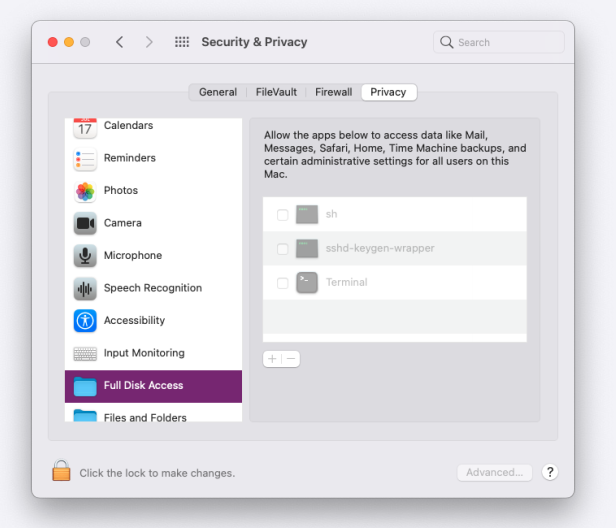 Security & Privacy
Search
General
FileVault
Firewall
Privacy
17
Calendars
Reminders
Photos
Camera
Microphone
Speech Recognition
Accessibility
Input Monitoring
Full Disk Access
Files and Folders
Allow the apps below to access data like Mail,
Messages, Safari, Home, Time Machine backups, and
certain administrative settings for all users on this
Mac.
sh
sshd-keygen-wrapper
Terminal
Click the lock to make changes.
Advanced...
?